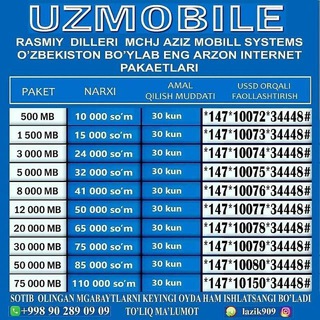 UZMOBILE
RASMIY DILLERI MCHJ AZIZ MOBILL SYSTEMS
O'ZBEKISTON BO'YLAB ENG ARZON INTERNET
PAKAETLARI
PAKET NARXI AMAL QILISH MUDDATI USSD ORQALI FAOLLASHTIRISH
500 MB 10 000 so'm 30 kun *147*10072*34448#
1 500 MB 15 000 so'm 30 kun *147*10073*34448#
3 000 MB 24 000 so'm 30 kun *147*10074*34448#
5 000 MB 32 000 so'm 30 kun *147*10075*34448#
8 000 MB 41 000 so'm 30 kun *147*10076*34448#
12 000 MB 50 000 so'm 30 kun *147*10077*34448#
20 000 MB 65 000 so'm 30 kun *147*10078*34448#
30 000 MB 75 000 so'm 30 kun *147*10079*34448#
50 000 MB 85 000 so'm 30 kun *147*10080*34448#
75 000 MB 110 000 so'm 30 kun *147*10150*34448#
SOTIB OLINGAN MGABAYTLARNI KEYINGI OYDA HAM ISHLATSANGI BO'LADI
+998 90 289 09 09 TO'LIQ MA'LUMOT lazik909